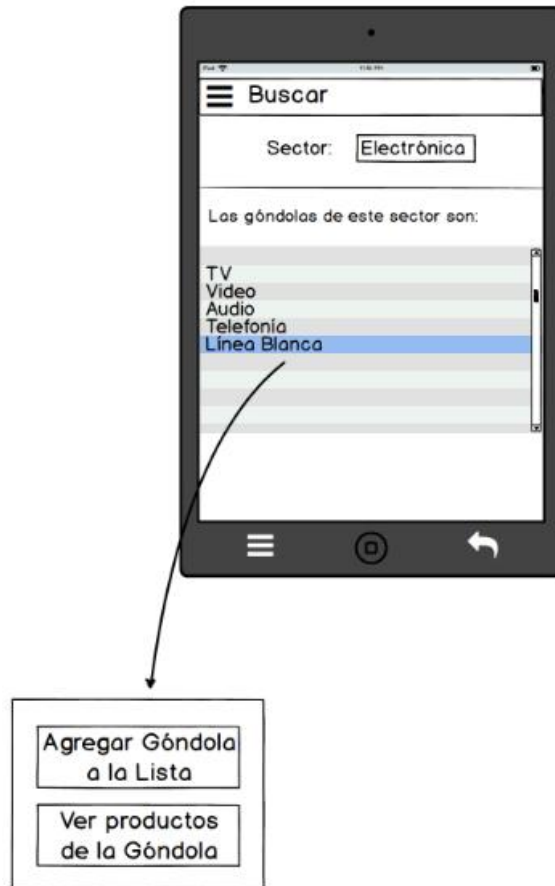 Buscar
Sector: Electrónica
Las góndolas de este sector son:
TV
Video
Audio
Telefonía
Línea Blanca
Agregar Góndola
a la Lista
Ver productos
de la Góndola